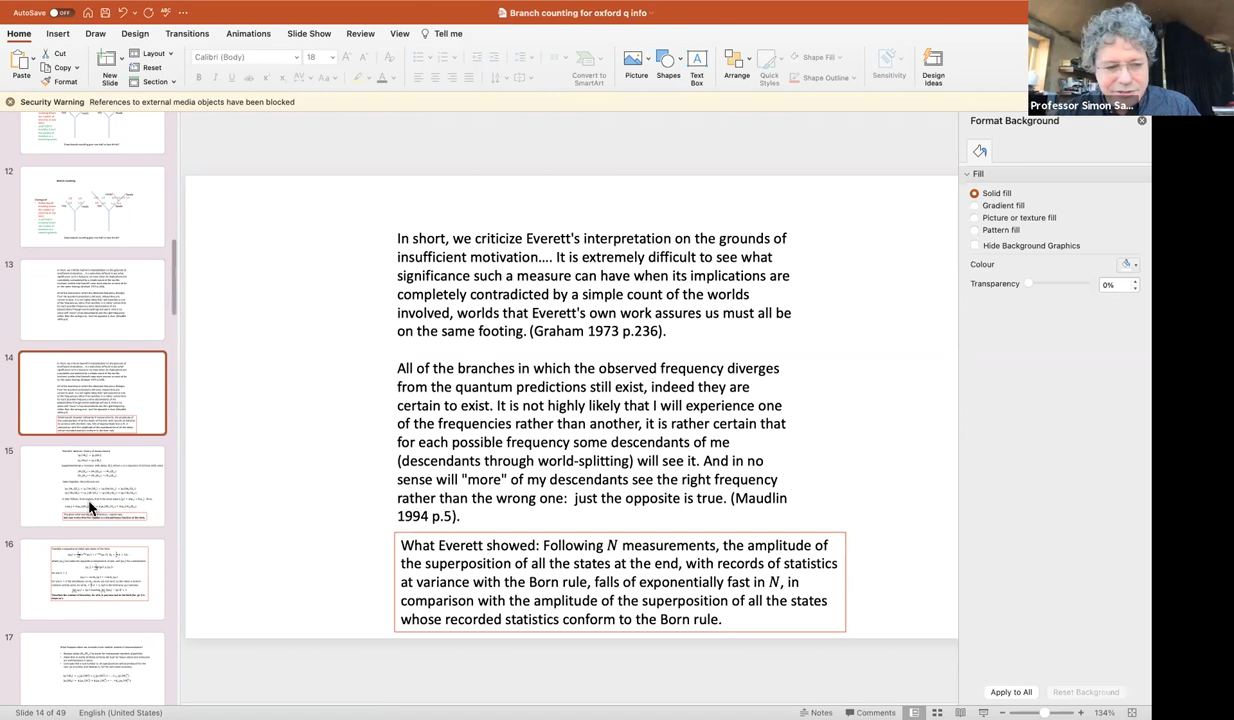 AutoSave OFF
Branch counting for oxford q info
Home Insert Draw Design Transitions Animations Slide Show Review View Tell me
Paste
Cut
Copy
Format
New Slide
Layout
Reset
Section
Calibri (Body) 18
Convert to SmartArt
Picture Shapes Text Box Arrange Quick Styles
Shape Fill
Shape Outline
Sensitivity
Design Ideas
Professor Simon Sa...
Security Warning References to external media objects have been blocked
Format Background
Fill
Solid fill
Gradient fill
Picture or texture fill
Pattern fill
Hide Background Graphics
Colour
Transparency 0%
12
13
14
15
16
17
In short, we criticize Everett's interpretation on the grounds of
insufficient motivation.... It is extremely difficult to see what
significance such a measure can have when its implications are
completely contradicted by a simple count of the worlds
involved, worlds that Everett's own work assures us must all be
on the same footing. (Graham 1973 p.236).
All of the branches in which the observed frequency diverges
from the quantum predictions still exist, indeed they are
certain to exist. It is not highly likely that I will experience one
of the frequencies rather than another, it is rather certain that
for each possible frequency some descendants of me
(descendants through world-splitting) will see it. And in no
sense will "more" of my descendants see the right frequency
rather than the wrong one: just the opposite is true. (Maudlin
1994 p.5).
What Everett showed: Following N measurements, the amplitude of
the superposition of all the states at the end, with records of statistics
at variance with the Born rule, falls of exponentially fast in N, in
comparison with the amplitude of the superposition of all the states
whose recorded statistics conform to the Born rule.
Apply to All Reset Background
Slide 14 of 49 English (United States) Notes Comments 134%